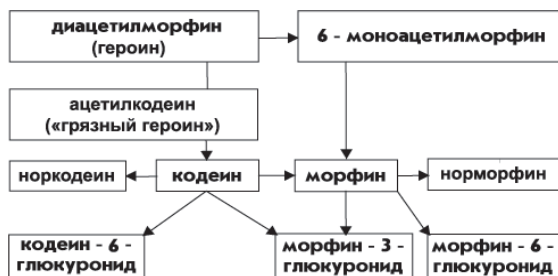 диацетилморфин
(героин)
6 - моноацетилморфин
ацетилкодеин
(«грязный героин»)
норкодеин
кодеин
морфин
норморфин
кодеин - 6 -
глюкуронид
морфин - 3 -
глюкуронид
морфин - 6 -
глюкуронид